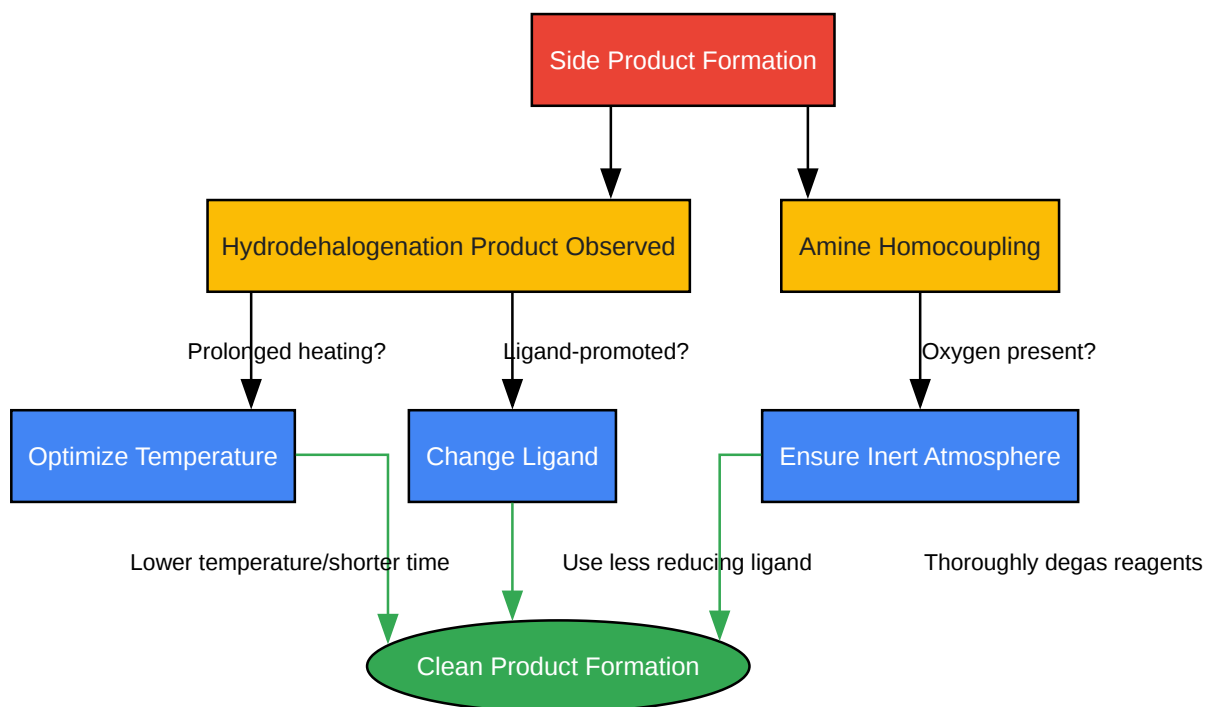 Side Product Formation
Hydrodehalogenation Product Observed
Amine Homocoupling
Prolonged heating?
Ligand-promoted?
Oxygen present?
Optimize Temperature
Change Ligand
Ensure Inert Atmosphere
Lower temperature/shorter time
Use less reducing ligand
Thoroughly degas reagents
Clean Product Formation